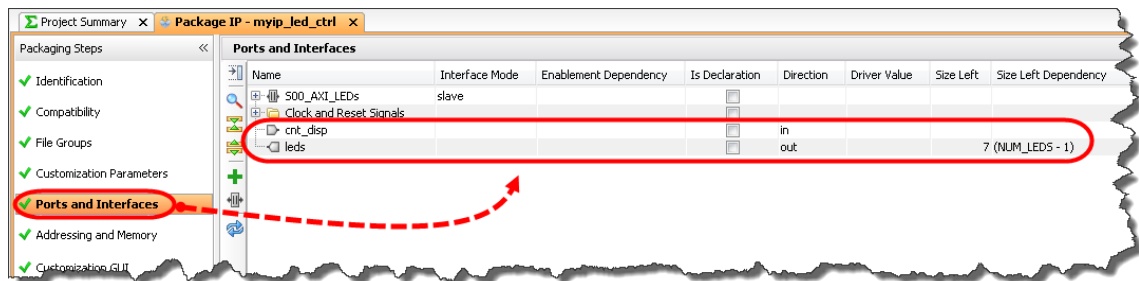 Project Summary × Package IP - myip_led_ctrl ×
Packaging Steps «
Identification
Compatibility
File Groups
Customization Parameters
Ports and Interfaces
Addressing and Memory
Customization GUI
Ports and Interfaces
Name Interface Mode Enablement Dependency Is Declaration Direction Driver Value Size Left Size Left Dependency
S00_AXI_LEDs slave
Clock and Reset Signals
cnt_disp in
leds out 7 (NUM_LEDS - 1)